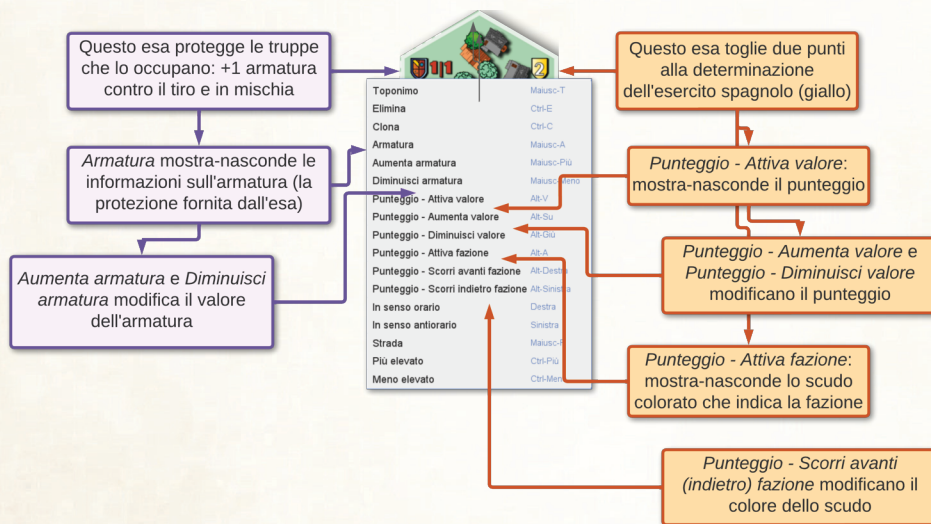 Questo esa protegge le truppe
che lo occupano: +1 armatura
contro il tiro e in mischia
Armatura mostra-nasconde le
informazioni sull'armatura (la
protezione fornita dall'esa)
Aumenta armatura e Diminuisci
armatura modifica il valore
dell'armatura
1|1
2
Toponimo Maiusc-T
Elimina Ctrl-E
Clona Ctrl-C
Armatura Maiusc-A
Aumenta armatura Maiusc-Più
Diminuisci armatura Maiusc-Meno
Punteggio - Attiva valore Alt-V
Punteggio - Aumenta valore Alt-Su
Punteggio - Diminuisci valore Alt-Giù
Punteggio - Attiva fazione Alt-A
Punteggio - Scorri avanti fazione Alt-Destra
Punteggio - Scorri indietro fazione Alt-Sinistra
In senso orario Destra
In senso antiorario Sinistra
Strada
Più elevato Ctrl-Più
Meno elevato Ctrl-Meno
Questo esa toglie due punti
alla determinazione
dell'esercito spagnolo (giallo)
Punteggio - Attiva valore:
mostra-nasconde il punteggio
Punteggio - Aumenta valore e
Punteggio - Diminuisci valore
modificano il punteggio
Punteggio - Attiva fazione:
mostra-nasconde lo scudo
colorato che indica la fazione
Punteggio - Scorri avanti
(indietro) fazione modificano il
colore dello scudo